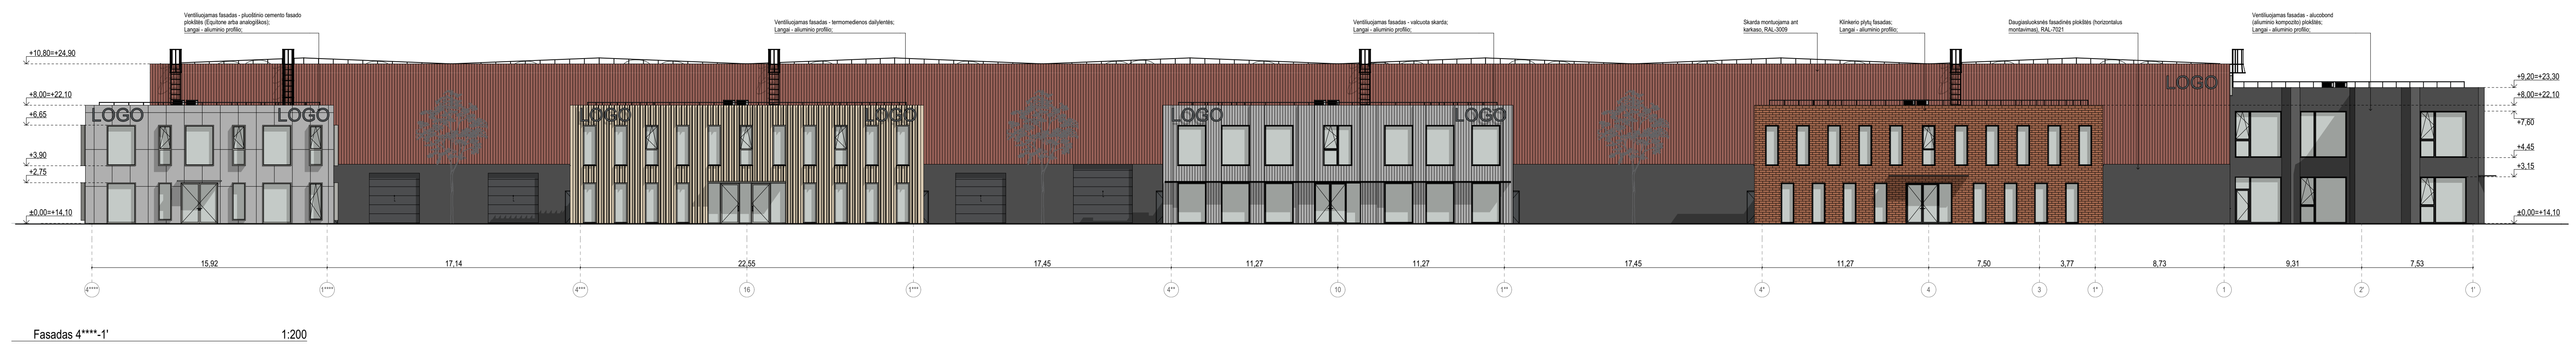 Ventiliuojamas fasadas - pluoštinio cemento fasado
plokštės (Equitone arba analogiškos);
Langai - aliuminio profilio;
Ventiliuojamas fasadas - termomedienos dailylentės;
Langai - aliuminio profilio;
Ventiliuojamas fasadas - valcuota skarda;
Langai - aliuminio profilio;
Skarda montuojama ant
karkaso, RAL-3009
Klinkerio plytų fasadas;
Langai - aliuminio profilio;
Daugiasluoksnės fasadinės plokštės (horizontalus
montavimas), RAL-7021
Ventiliuojamas fasadas - alucobond
(aliuminio kompozito) plokštės;
Langai - aliuminio profilio;
+10,80=+24,90
+8,00=+22,10
+6,65
+3,90
+2,75
±0,00=+14,10
LOGO
LOGO
LOGO
LOGO
LOGO
LOGO
LOGO
+9,20=+23,30
+8,00=+22,10
+7,60
+4,45
+3,15
±0,00=+14,10
15,92
17,14
22,55
17,45
11,27
11,27
17,45
11,27
7,50
3,77
8,73
9,31
7,53
4****
1****
4***
16
1***
4**
10
1**
4*
4
3
1*
1
2'
1'
Fasadas 4****-1' 1:200